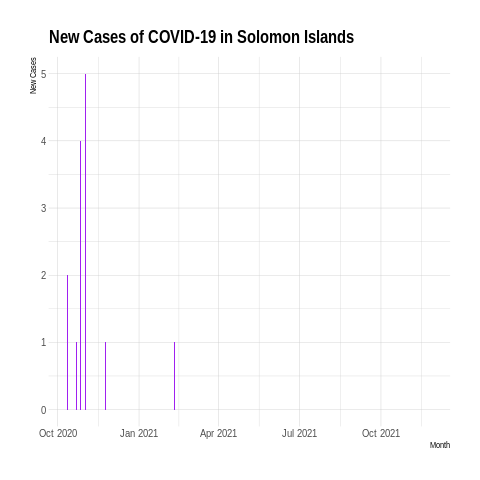 New Cases of COVID-19 in Solomon Islands
New Cases
5
4
3
2
1
0
Oct 2020 Jan 2021 Apr 2021 Jul 2021 Oct 2021
Month